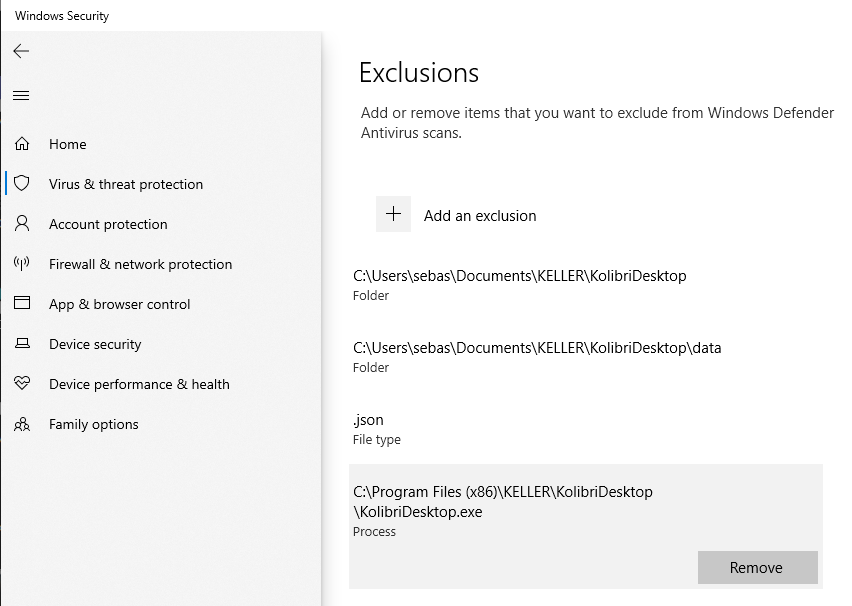 Windows Security
Home
Virus & threat protection
Account protection
Firewall & network protection
App & browser control
Device security
Device performance & health
Family options
Exclusions
Add or remove items that you want to exclude from Windows Defender
Antivirus scans.
Add an exclusion
C:\Users\sebas\Documents\KELLER\KolibriDesktop
Folder
C:\Users\sebas\Documents\KELLER\KolibriDesktop\data
Folder
.json
File type
C:\Program Files (x86)\KELLER\KolibriDesktop
\KolibriDesktop.exe
Process
Remove